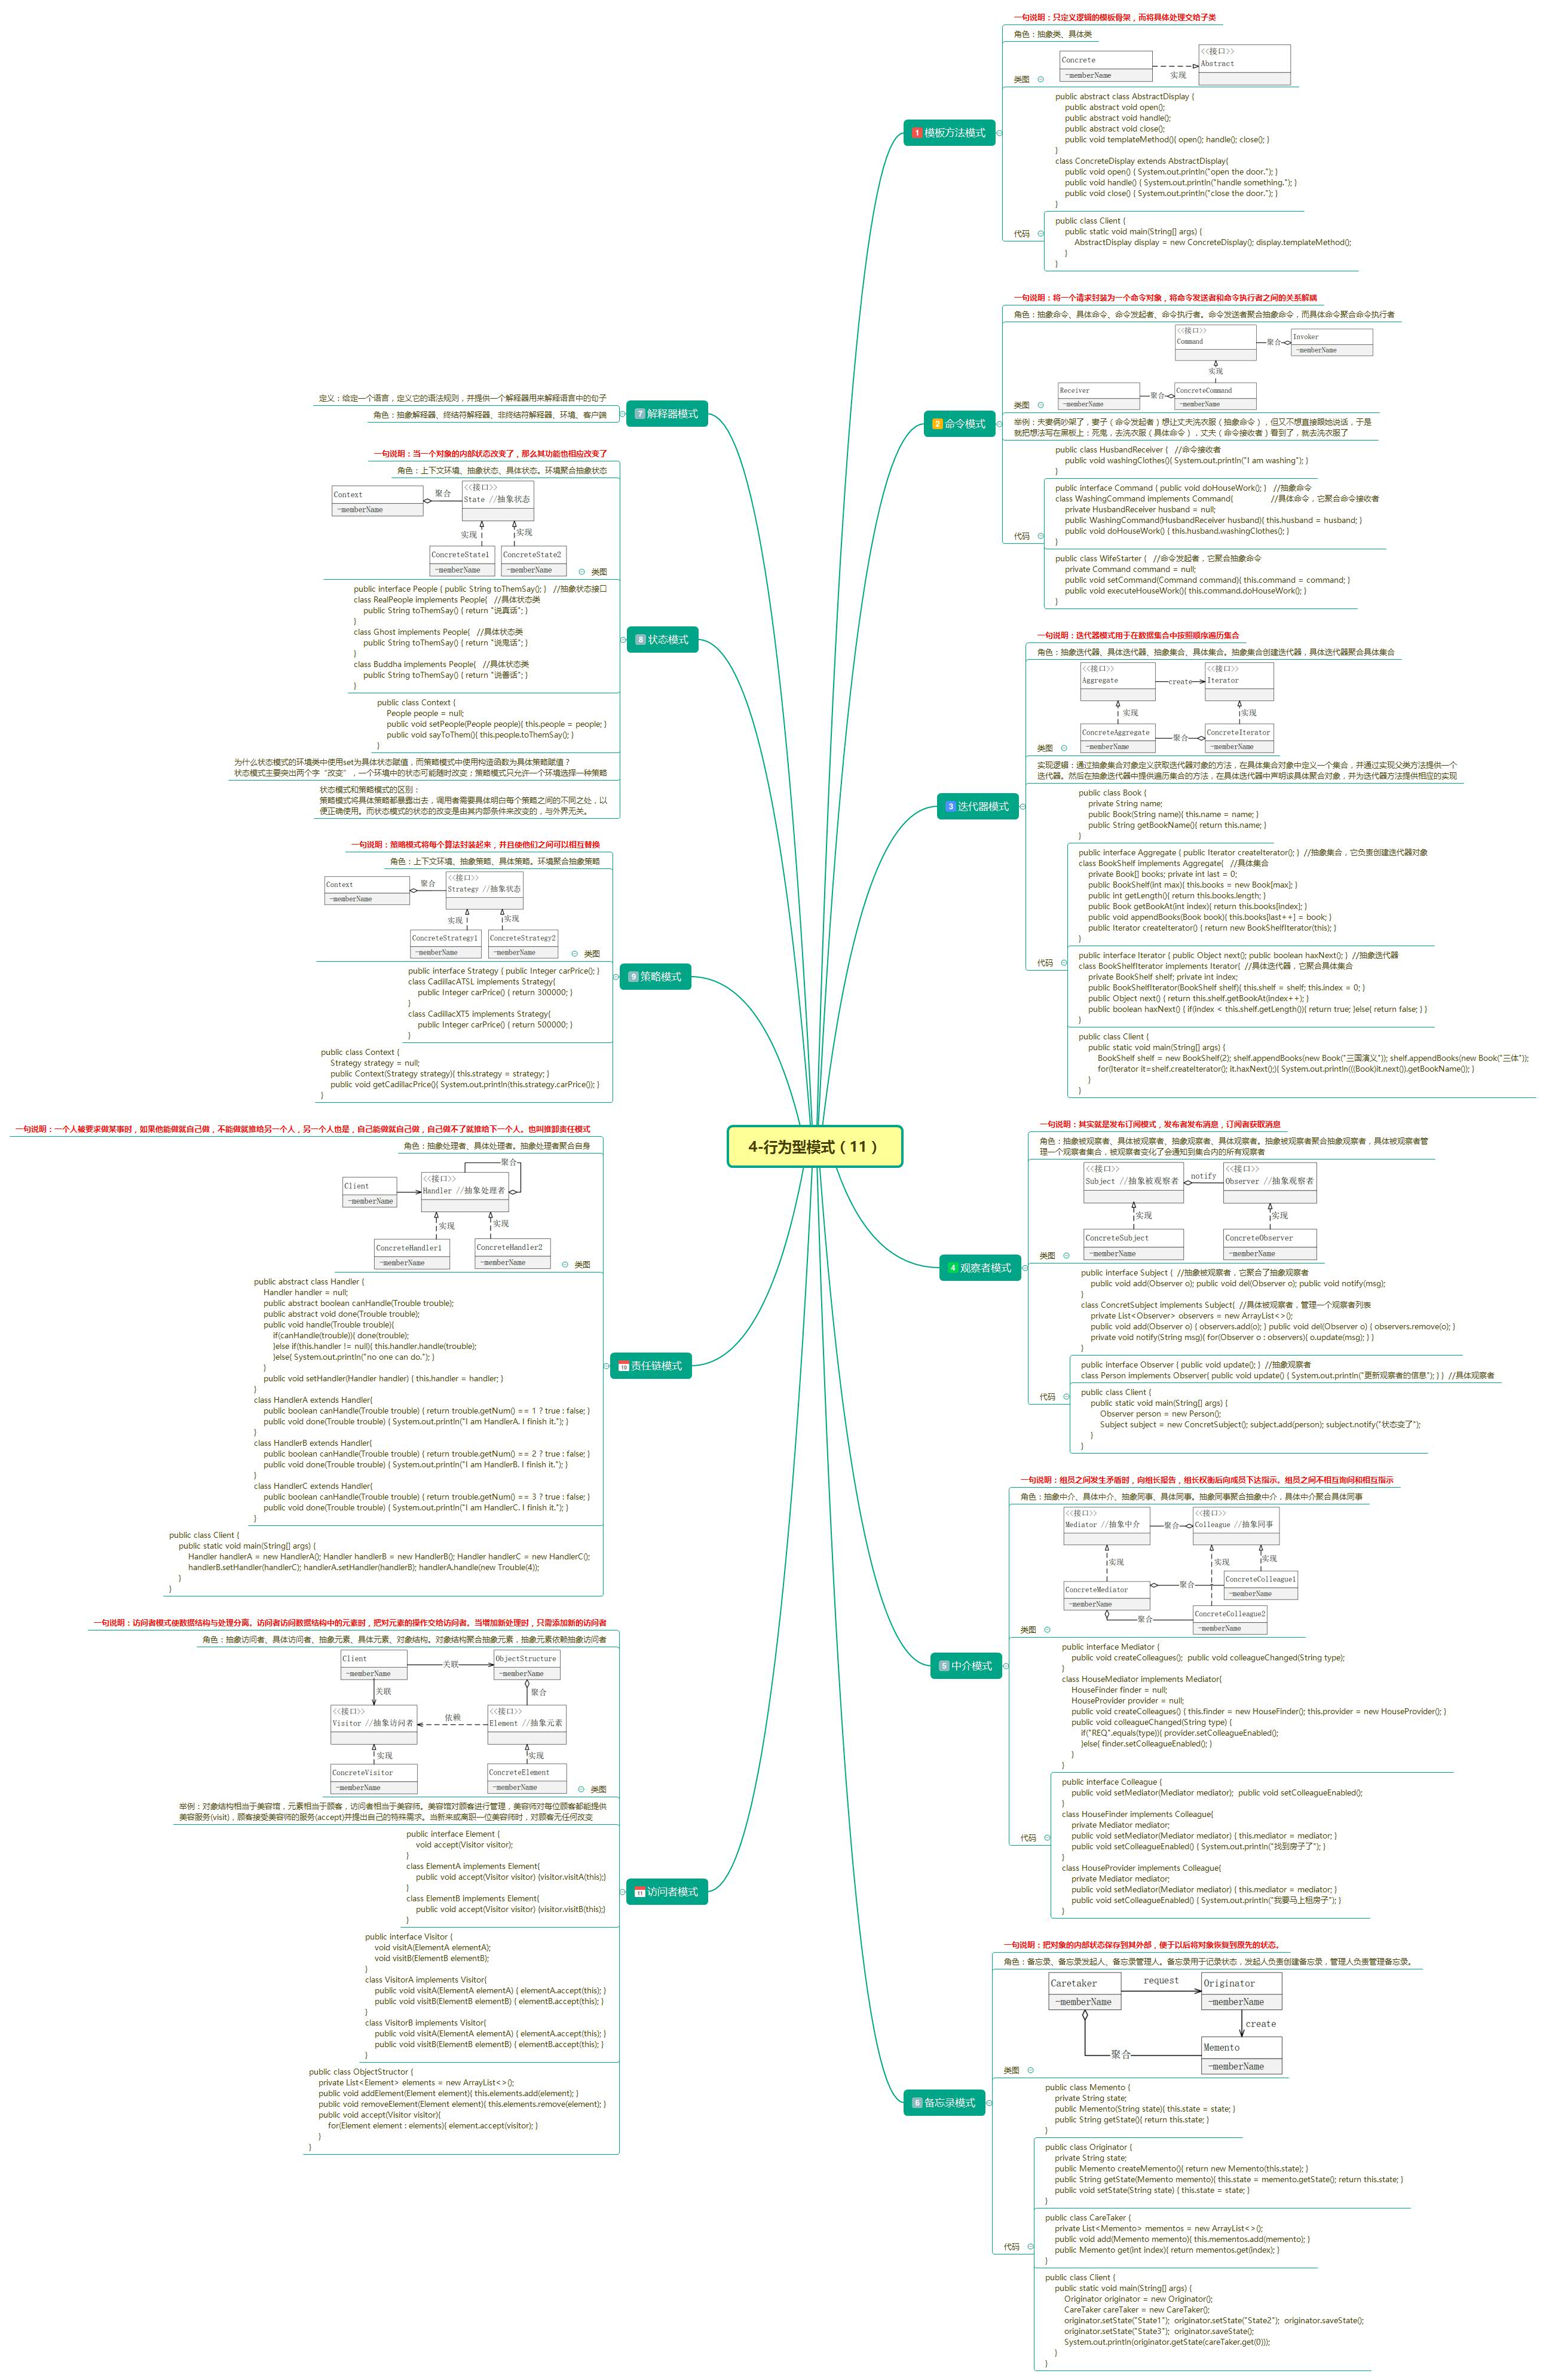 4-行为型模式（11）
1 模板方法模式
一句说明：只定义逻辑的模板骨架，而将具体处理交给子类
角色：抽象类、具体类
Concrete
-memberName
实现
<<接口>>
Abstract
类图
public abstract class AbstractDisplay {
public abstract void open();
public abstract void handle();
public abstract void close();
public void templateMethod(){ open(); handle(); close(); }
}
class ConcreteDisplay extends AbstractDisplay{
public void open() { System.out.println("open the door."); }
public void handle() { System.out.println("handle something."); }
public void close() { System.out.println("close the door."); }
}
代码
public class Client {
public static void main(String[] args) {
AbstractDisplay display = new ConcreteDisplay(); display.templateMethod();
}
}
2 命令模式
一句说明：将一个请求封装为一个命令对象，将命令发送者和命令执行者之间的关系解耦
角色：抽象命令、具体命令、命令发起者、命令执行者。命令发送者聚合抽象命令，而具体命令聚合命令执行者
<<接口>>
Command
聚合
Invoker
-memberName
实现
Receiver
-memberName
聚合
ConcreteCommand
-memberName
类图
举例：夫妻俩吵架了，妻子（命令发起者）想让丈夫洗衣服（抽象命令），但又不想直接跟她说话，于是
就把想法写在黑板上：死鬼，去洗衣服（具体命令），丈夫（命令接收者）看到了，就去洗衣服了
public class HusbandReceiver {   //命令接收者
public void washingClothes(){ System.out.println("I am washing"); }
}
public interface Command { public void doHouseWork(); }   //抽象命令
class WashingCommand implements Command{   //具体命令，它聚合命令接收者
private HusbandReceiver husband = null;
public WashingCommand(HusbandReceiver husband){ this.husband = husband; }
public void doHouseWork() { this.husband.washingClothes(); }
}
代码
public class WifeStarter {   //命令发起者，它聚合抽象命令
private Command command = null;
public void setCommand(Command command){ this.command = command; }
public void executeHouseWork(){ this.command.doHouseWork(); }
}
3 迭代器模式
一句说明：迭代器模式用于在数据集合中按照顺序遍历集合
角色：抽象迭代器、具体迭代器、抽象集合、具体集合。抽象集合创建迭代器，具体迭代器聚合具体集合
<<接口>>
Aggregate
create
<<接口>>
Iterator
实现
实现
ConcreteAggregate
-memberName
聚合
ConcreteIterator
-memberName
类图
实现逻辑：通过抽象集合对象定义获取迭代器对象的方法，在具体集合对象中定义一个集合，并通过实现父类方法提供一个
迭代器。然后在抽象迭代器中提供遍历集合的方法，在具体迭代器中声明该具体聚合对象，并为迭代器方法提供相应的实现
public class Book {
private String name;
public Book(String name){ this.name = name; }
public String getBookName(){ return this.name; }
}
public interface Aggregate { public Iterator createIterator(); }  //抽象集合，它负责创建迭代器对象
class BookShelf implements Aggregate{   //具体集合
private Book[] books; private int last = 0;
public BookShelf(int max){ this.books = new Book[max]; }
public int getLength(){ return this.books.length; }
public Book getBookAt(int index){ return this.books[index]; }
public void appendBooks(Book book){ this.books[last++] = book; }
public Iterator createIterator() { return new BookShelfIterator(this); }
}
代码
public interface Iterator { public Object next(); public boolean haxNext(); }  //抽象迭代器
class BookShelfIterator implements Iterator{  //具体迭代器，它聚合具体集合
private BookShelf shelf; private int index;
public BookShelfIterator(BookShelf shelf){ this.shelf = shelf; this.index = 0; }
public Object next() { return this.shelf.getBookAt(index++); }
public boolean haxNext() { if(index < this.shelf.getLength()){ return true; }else{ return false; } }
}
public class Client {
public static void main(String[] args) {
BookShelf shelf = new BookShelf(2); shelf.appendBooks(new Book("三国演义")); shelf.appendBooks(new Book("三体"));
for(Iterator it=shelf.createIterator(); it.haxNext();){ System.out.println(((Book)it.next()).getBookName()); }
}
}
4 观察者模式
一句说明：其实就是发布订阅模式，发布者发布消息，订阅者获取消息
角色：抽象被观察者、具体被观察者、抽象观察者、具体观察者。抽象被观察者聚合抽象观察者，具体被观察者管
理一个观察者集合，被观察者变化了会通知到集合内的所有观察者
<<接口>>
Subject //抽象被观察者
notify
<<接口>>
Observer //抽象观察者
实现
实现
ConcreteSubject
-memberName
ConcreteObserver
-memberName
类图
public interface Subject {  //抽象被观察者，它聚合了抽象观察者
public void add(Observer o); public void del(Observer o); public void notify(msg);
}
class ConcretSubject implements Subject{  //具体被观察者，管理一个观察者列表
private List<Observer> observers = new ArrayList<>();
public void add(Observer o) { observers.add(o); } public void del(Observer o) { observers.remove(o); }
private void notify(String msg){ for(Observer o : observers){ o.update(msg); } }
}
代码
public interface Observer { public void update(); }  //抽象观察者
class Person implements Observer{ public void update() { System.out.println("更新观察者的信息"); } }  //具体观察者
public class Client {
public static void main(String[] args) {
Observer person = new Person();
Subject subject = new ConcretSubject(); subject.add(person); subject.notify("状态变了");
}
}
5 中介模式
一句说明：组员之间发生矛盾时，向组长报告，组长权衡后向成员下达指示。组员之间不相互询问和相互指示
角色：抽象中介、具体中介、抽象同事、具体同事。抽象同事聚合抽象中介，具体中介聚合具体同事
<<接口>>
Mediator //抽象中介
聚合
<<接口>>
Colleague //抽象同事
实现
实现
实现
ConcreteMediator
-memberName
聚合
ConcreteColleague1
-memberName
聚合
ConcreteColleague2
-memberName
类图
public interface Mediator {
public void createColleagues();  public void colleagueChanged(String type);
}
class HouseMediator implements Mediator{
HouseFinder finder = null;
HouseProvider provider = null;
public void createColleagues() { this.finder = new HouseFinder(); this.provider = new HouseProvider(); }
public void colleagueChanged(String type) {
if("REQ".equals(type)){ provider.setColleagueEnabled();
}else{ finder.setColleagueEnabled(); }
}
}
代码
public interface Colleague {
public void setMediator(Mediator mediator);  public void setColleagueEnabled();
}
class HouseFinder implements Colleague{
private Mediator mediator;
public void setMediator(Mediator mediator) { this.mediator = mediator; }
public void setColleagueEnabled() { System.out.println("找到房子了"); }
}
class HouseProvider implements Colleague{
private Mediator mediator;
public void setMediator(Mediator mediator) { this.mediator = mediator; }
public void setColleagueEnabled() { System.out.println("我要马上租房子"); }
}
6 备忘录模式
一句说明：把对象的内部状态保存到其外部，便于以后将对象恢复到原先的状态。
角色：备忘录、备忘录发起人、备忘录管理人。备忘录用于记录状态，发起人负责创建备忘录，管理人负责管理备忘录。
Caretaker
-memberName
request
Originator
-memberName
create
聚合
Memento
-memberName
类图
public class Memento {
private String state;
public Memento(String state){ this.state = state; }
public String getState(){ return this.state; }
}
public class Originator {
private String state;
public Memento createMemento(){ return new Memento(this.state); }
public String getState(Memento memento){ this.state = memento.getState(); return this.state; }
public void setState(String state) { this.state = state; }
}
代码
public class CareTaker {
private List<Memento> mementos = new ArrayList<>();
public void add(Memento memento){ this.mementos.add(memento); }
public Memento get(int index){ return mementos.get(index); }
}
public class Client {
public static void main(String[] args) {
Originator originator = new Originator();
CareTaker careTaker = new CareTaker();
originator.setState("State1");  originator.setState("State2");  originator.saveState();
originator.setState("State3");  originator.saveState();
System.out.println(originator.getState(careTaker.get(0)));
}
}
7 解释器模式
定义：给定一个语言，定义它的语法规则，并提供一个解释器用来解释语言中的句子
角色：抽象解释器、终结符解释器、非终结符解释器、环境、客户端
8 状态模式
一句说明：当一个对象的内部状态改变了，那么其功能也相应改变了
角色：上下文环境、抽象状态、具体状态。环境聚合抽象状态
Context
-memberName
聚合
<<接口>>
State //抽象状态
实现
实现
ConcreteState1
-memberName
ConcreteState2
-memberName
类图
public interface People { public String toThemSay(); }   //抽象状态接口
class RealPeople implements People{   //具体状态类
public String toThemSay() { return "说真话"; }
}
class Ghost implements People{   //具体状态类
public String toThemSay() { return "说鬼话"; }
}
class Buddha implements People{   //具体状态类
public String toThemSay() { return "说善话"; }
}
public class Context {
People people = null;
public void setPeople(People people){ this.people = people; }
public void sayToThem(){ this.people.toThemSay(); }
}
为什么状态模式的环境类中使用set为具体状态赋值，而策略模式中使用构造函数为具体策略赋值？
状态模式主要突出两个字“改变”，一个环境中的状态可能随时改变；策略模式只允许一个环境选择一种策略
状态模式和策略模式的区别：
策略模式将具体策略都暴露出去，调用者需要具体明白每个策略之间的不同之处，以
便正确使用。而状态模式的状态的改变是由其内部条件来改变的，与外界无关。
9 策略模式
一句说明：策略模式将每个算法封装起来，并且使他们之间可以相互替换
角色：上下文环境、抽象策略、具体策略。环境聚合抽象策略
Context
-memberName
聚合
<<接口>>
Strategy //抽象状态
实现
实现
ConcreteStrategy1
-memberName
ConcreteStrategy2
-memberName
类图
public interface Strategy { public Integer carPrice(); }
class CadillacATSL implements Strategy{
public Integer carPrice() { return 300000; }
}
class CadillacXT5 implements Strategy{
public Integer carPrice() { return 500000; }
}
public class Context {
Strategy strategy = null;
public Context(Strategy strategy){ this.strategy = strategy; }
public void getCadillacPrice(){ System.out.println(this.strategy.carPrice()); }
}
10 责任链模式
一句说明：一个人被要求做某事时，如果他能做就自己做，不能做就推给另一个人，另一个人也是，自己能做就自己做，自己做不了就推给下一个人。也叫推卸责任模式
角色：抽象处理者、具体处理者。抽象处理者聚合自身
聚合
Client
-memberName
<<接口>>
Handler //抽象处理者
实现
实现
ConcreteHandler1
-memberName
ConcreteHandler2
-memberName
类图
public abstract class Handler {
Handler handler = null;
public abstract boolean canHandle(Trouble trouble);
public abstract void done(Trouble trouble);
public void handle(Trouble trouble){
if(canHandle(trouble)){ done(trouble);
}else if(this.handler != null){ this.handler.handle(trouble);
}else{ System.out.println("no one can do."); }
}
public void setHandler(Handler handler) { this.handler = handler; }
}
class HandlerA extends Handler{
public boolean canHandle(Trouble trouble) { return trouble.getNum() == 1 ? true : false; }
public void done(Trouble trouble) { System.out.println("I am HandlerA. I finish it."); }
}
class HandlerB extends Handler{
public boolean canHandle(Trouble trouble) { return trouble.getNum() == 2 ? true : false; }
public void done(Trouble trouble) { System.out.println("I am HandlerB. I finish it."); }
}
class HandlerC extends Handler{
public boolean canHandle(Trouble trouble) { return trouble.getNum() == 3 ? true : false; }
public void done(Trouble trouble) { System.out.println("I am HandlerC. I finish it."); }
}
public class Client {
public static void main(String[] args) {
Handler handlerA = new HandlerA(); Handler handlerB = new HandlerB(); Handler handlerC = new HandlerC();
handlerB.setHandler(handlerC); handlerA.setHandler(handlerB); handlerA.handle(new Trouble(4));
}
}
11 访问者模式
一句说明：访问者模式使数据结构与处理分离。访问者访问数据结构中的元素时，把对元素的操作交给访问者。当增加新处理时，只需添加新的访问者
角色：抽象访问者、具体访问者、抽象元素、具体元素、对象结构。对象结构聚合抽象元素，抽象元素依赖抽象访问者
Client
-memberName
关联
ObjectStructure
-memberName
关联
聚合
<<接口>>
Visitor //抽象访问者
依赖
<<接口>>
Element //抽象元素
实现
实现
ConcreteVisitor
-memberName
ConcreteElement
-memberName
类图
举例：对象结构相当于美容馆，元素相当于顾客，访问者相当于美容师。美容馆对顾客进行管理，美容师对每位顾客都能提供
美容服务(visit)，顾客接受美容师的服务(accept)并提出自己的特殊需求。当新来或离职一位美容师时，对顾客无任何改变
public interface Element {
void accept(Visitor visitor);
}
class ElementA implements Element{
public void accept(Visitor visitor) {visitor.visitA(this);}
}
class ElementB implements Element{
public void accept(Visitor visitor) {visitor.visitB(this);}
}
public interface Visitor {
void visitA(ElementA elementA);
void visitB(ElementB elementB);
}
class VisitorA implements Visitor{
public void visitA(ElementA elementA) { elementA.accept(this); }
public void visitB(ElementB elementB) { elementB.accept(this); }
}
class VisitorB implements Visitor{
public void visitA(ElementA elementA) { elementA.accept(this); }
public void visitB(ElementB elementB) { elementB.accept(this); }
}
public class ObjectStructor {
private List<Element> elements = new ArrayList<>();
public void addElement(Element element){ this.elements.add(element); }
public void removeElement(Element element){ this.elements.remove(element); }
public void accept(Visitor visitor){
for(Element element : elements){ element.accept(visitor); }
}
}